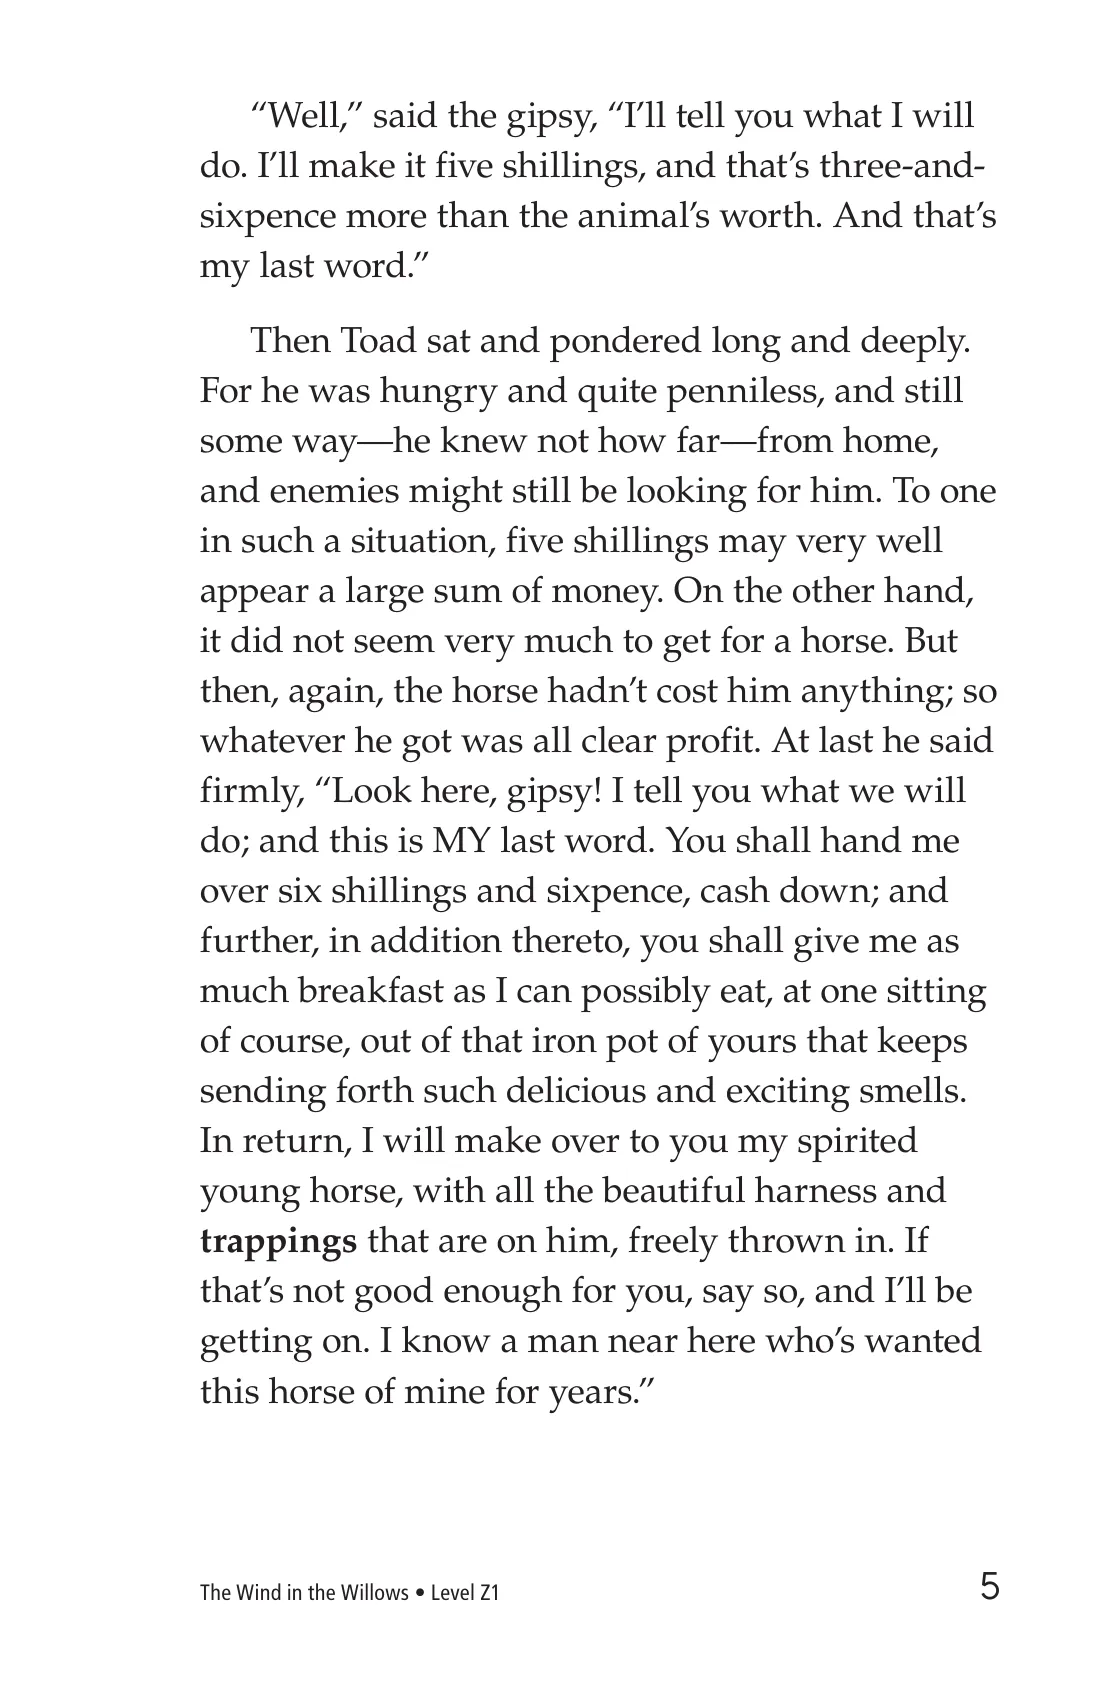 “Well,” said the gipsy, “I’ll tell you what I will
do. I’ll make it five shillings, and that’s three-and-
sixpence more than the animal’s worth. And that’s
my last word.”
Then Toad sat and pondered long and deeply.
For he was hungry and quite penniless, and still
some way—he knew not how far—from home,
and enemies might still be looking for him. To one
in such a situation, five shillings may very well
appear a large sum of money. On the other hand,
it did not seem very much to get for a horse. But
then, again, the horse hadn’t cost him anything; so
whatever he got was all clear profit. At last he said
firmly, “Look here, gipsy! I tell you what we will
do; and this is MY last word. You shall hand me
over six shillings and sixpence, cash down; and
further, in addition thereto, you shall give me as
much breakfast as I can possibly eat, at one sitting
of course, out of that iron pot of yours that keeps
sending forth such delicious and exciting smells.
In return, I will make over to you my spirited
young horse, with all the beautiful harness and
trappings that are on him, freely thrown in. If
that’s not good enough for you, say so, and I’ll be
getting on. I know a man near here who’s wanted
this horse of mine for years.”
The Wind in the Willows • Level Z1
5